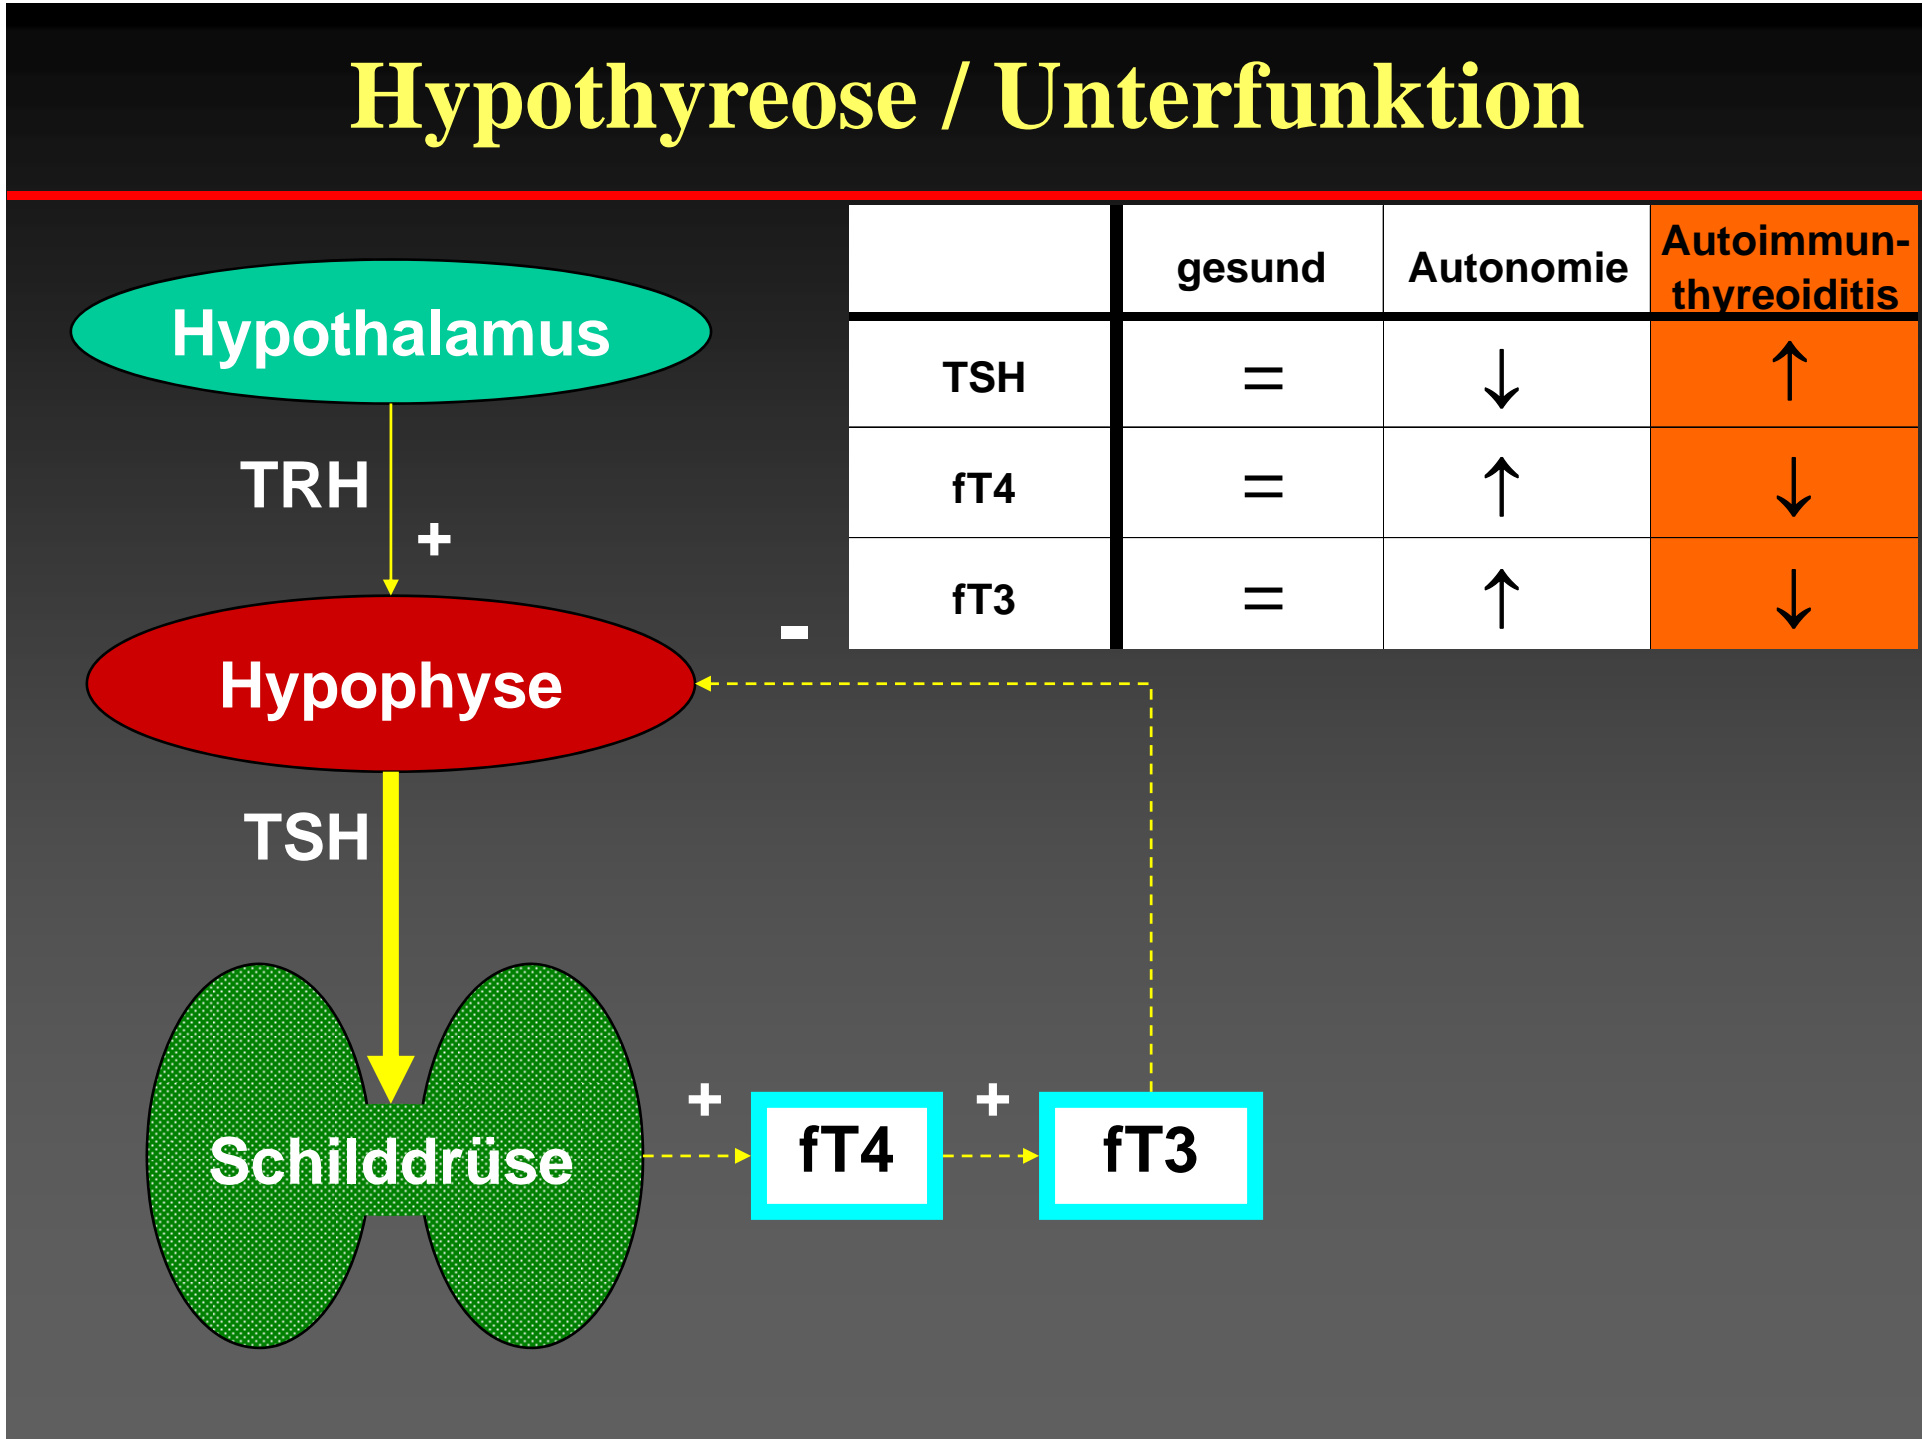 Hypothyreose / Unterfunktion
gesund Autonomie Autoimmun-
thyreoiditis
TSH = ↓ ↑
fT4 = ↑ ↓
fT3 = ↑ ↓
Hypothalamus
TRH
+
-
Hypophyse
TSH
Schilddrüse
+ fT4 + fT3